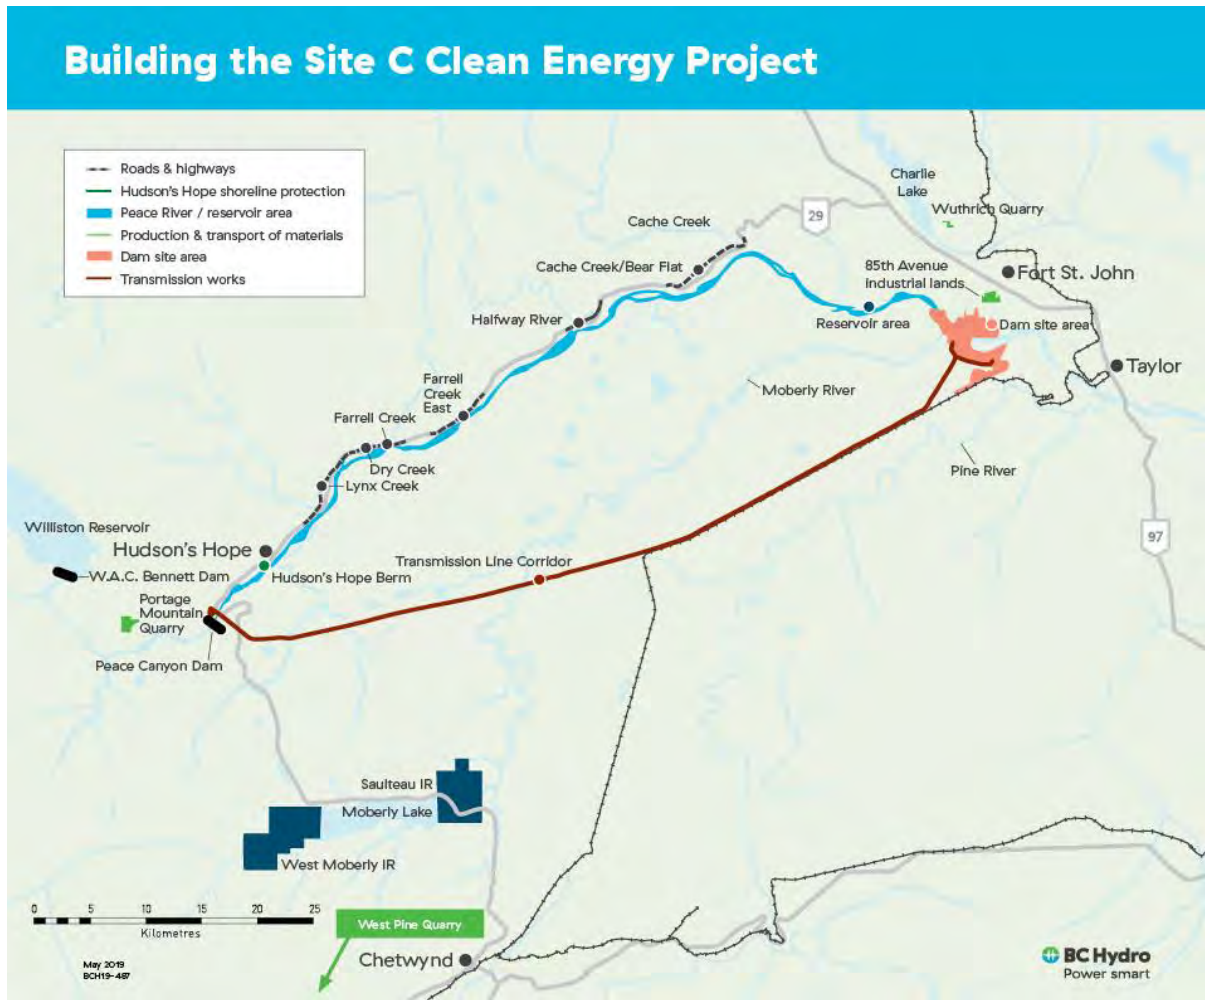 Building the Site C Clean Energy Project
Roads & highways
Hudson's Hope shoreline protection
Peace River / reservoir area
Production & transport of materials
Dam site area
Transmission works
Charlie
Lake
Wuthrich Quarry
29
Cache Creek
Cache Creek/Bear Flat
85th Avenue
industrial lands
Fort St. John
Halfway River
Reservoir area
Dam site area
Taylor
Moberly River
Farrell
Creek
East
Farrell Creek
Dry Creek
Lynx Creek
Pine River
Williston Reservoir
Hudson's Hope
97
W.A.C. Bennett Dam
Hudson's Hope Berm
Transmission Line Corridor
Portage
Mountain
Quarry
Peace Canyon Dam
Saulteau IR
Moberly Lake
West Moberly IR
0 5 10 15 20 25
Kilometres
West Pine Quarry
Chetwynd
May 2019
BCH19-487
BC Hydro
Power smart